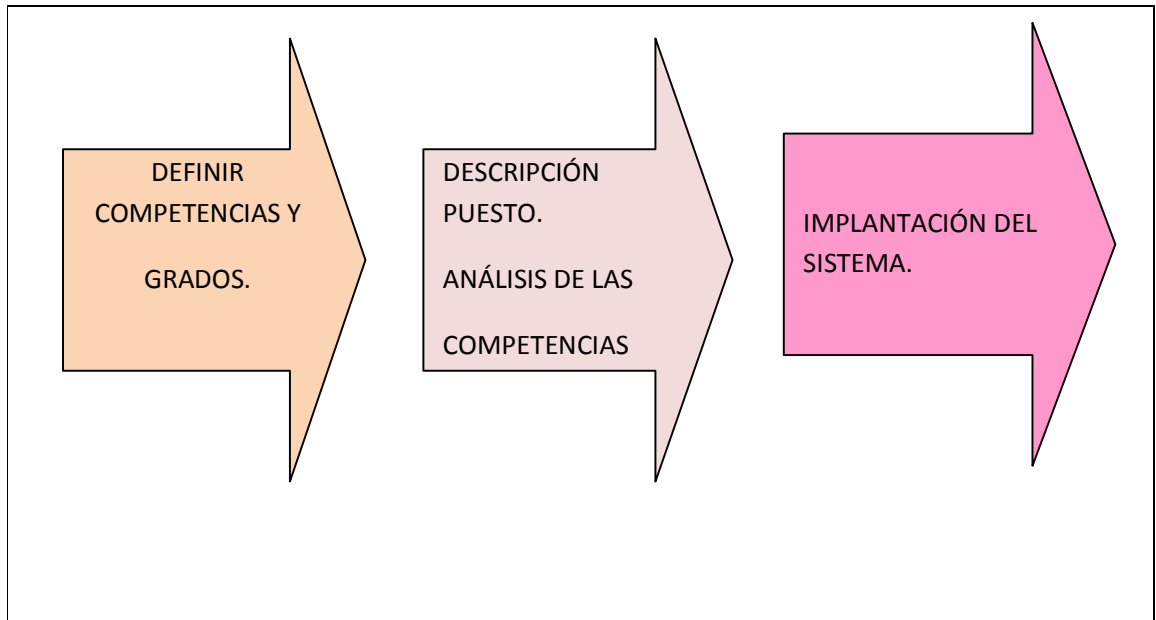 DEFINIR
COMPETENCIAS Y
GRADOS.
DESCRIPCIÓN
PUESTO.
ANÁLISIS DE LAS
COMPETENCIAS
IMPLANTACIÓN DEL
SISTEMA.